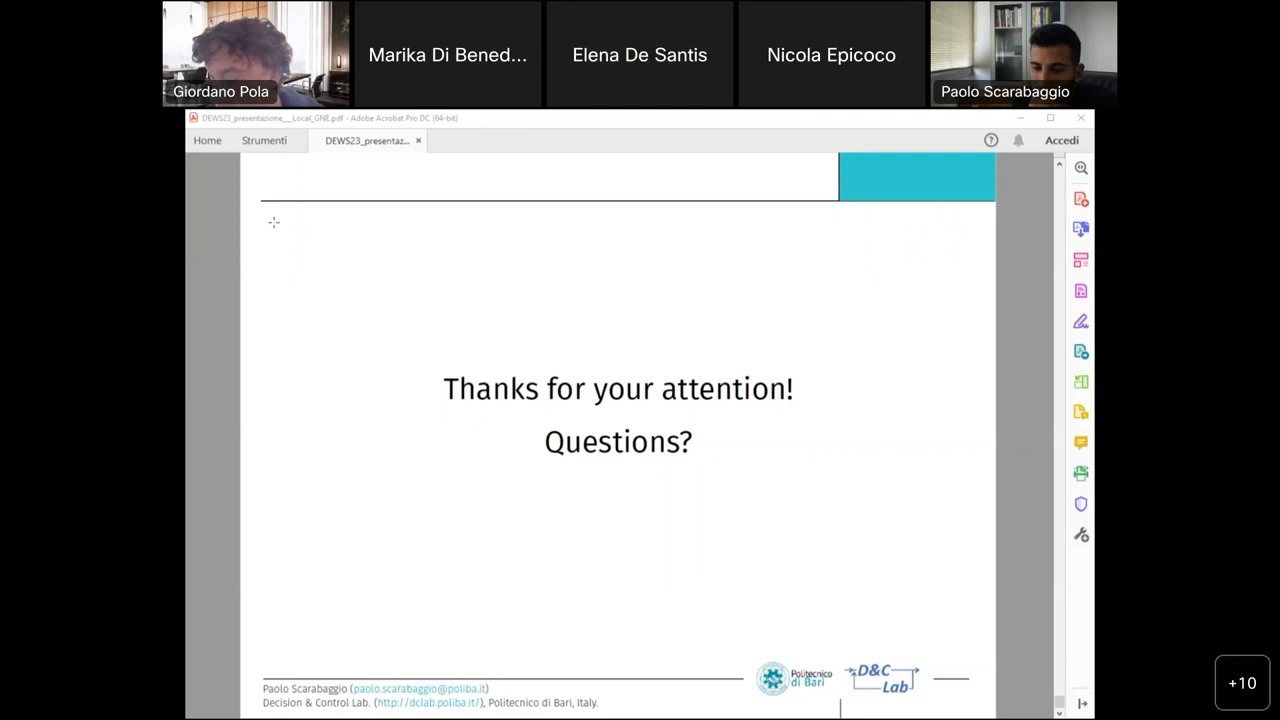 Giordano Pola
Marika Di Bened...
Elena De Santis
Nicola Epicoco
Paolo Scarabaggio
DEWS23_presentazione__Local_GNE.pdf - Adobe Acrobat Pro DC (64-bit)
Home
Strumenti
DEWS23_presentaz...
Accedi
Thanks for your attention!
Questions?
Paolo Scarabaggio (paolo.scarabaggio@poliba.it)
Decision & Control Lab. (http://dclab.poliba.it/), Politecnico di Bari, Italy.
Politecnico
di Bari
D&C
Lab
+10